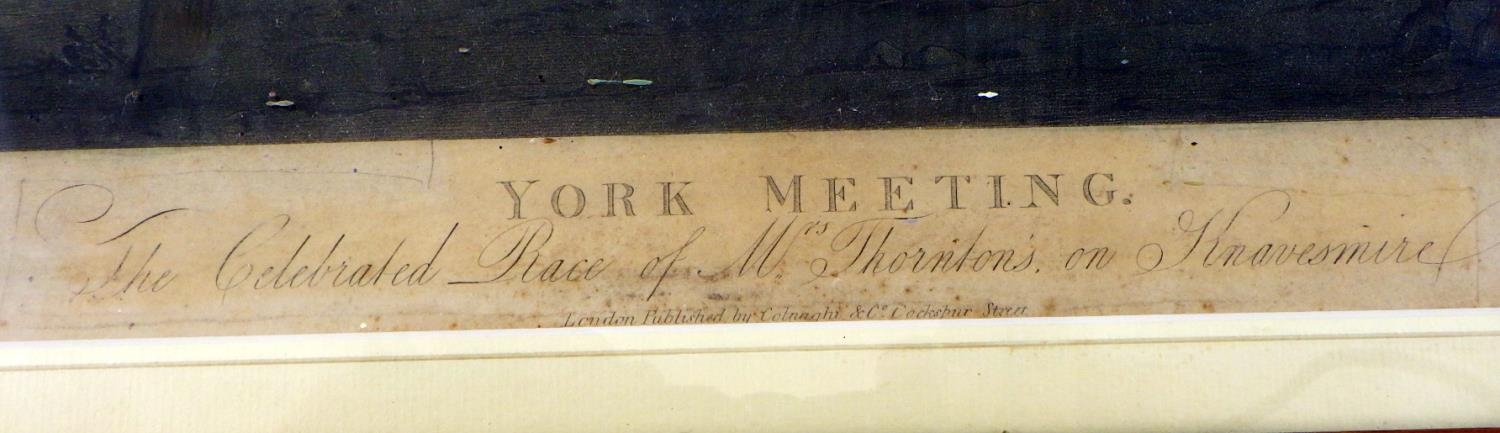 YORK MEETING.
The Celebrated Race of Mrs. Thornton's, on Knavesmire
London Published by Colnaghi & Co. Cockspur Street